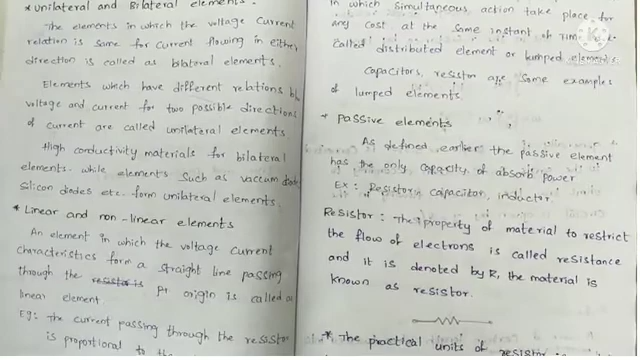 * Unilateral and Bilateral elements.
The elements in which the voltage current
relation is same for current flowing in either
direction is called as bilateral elements.
Elements which have different relations b/w
voltage and current for two possible directions
of current are called unilateral elements
High conductivity materials for bilateral
elements. while elements such as vaccum diodes
silicon diodes etc. form unilateral elements.
* Linear and non-linear elements
An element in which the voltage current
characteristics form a straight line passing
through the origin is called as
linear element.
Eg: The current passing through the resistor
is proportional to the
in which simultaneous action take place for
any cost at the same instant of time
called distributed element or lumped elements.
Capacitors, resistor are some examples
of lumped elements.
* passive elements
As defined earlier the passive element
has the only capacity of absorb power
Ex: Resistor, capacitor, inductor
Resistor: The property of material to restrict
the flow of electrons is called resistance
and it is denoted by R, the material is
known as resistor.
* The practical units of resistor